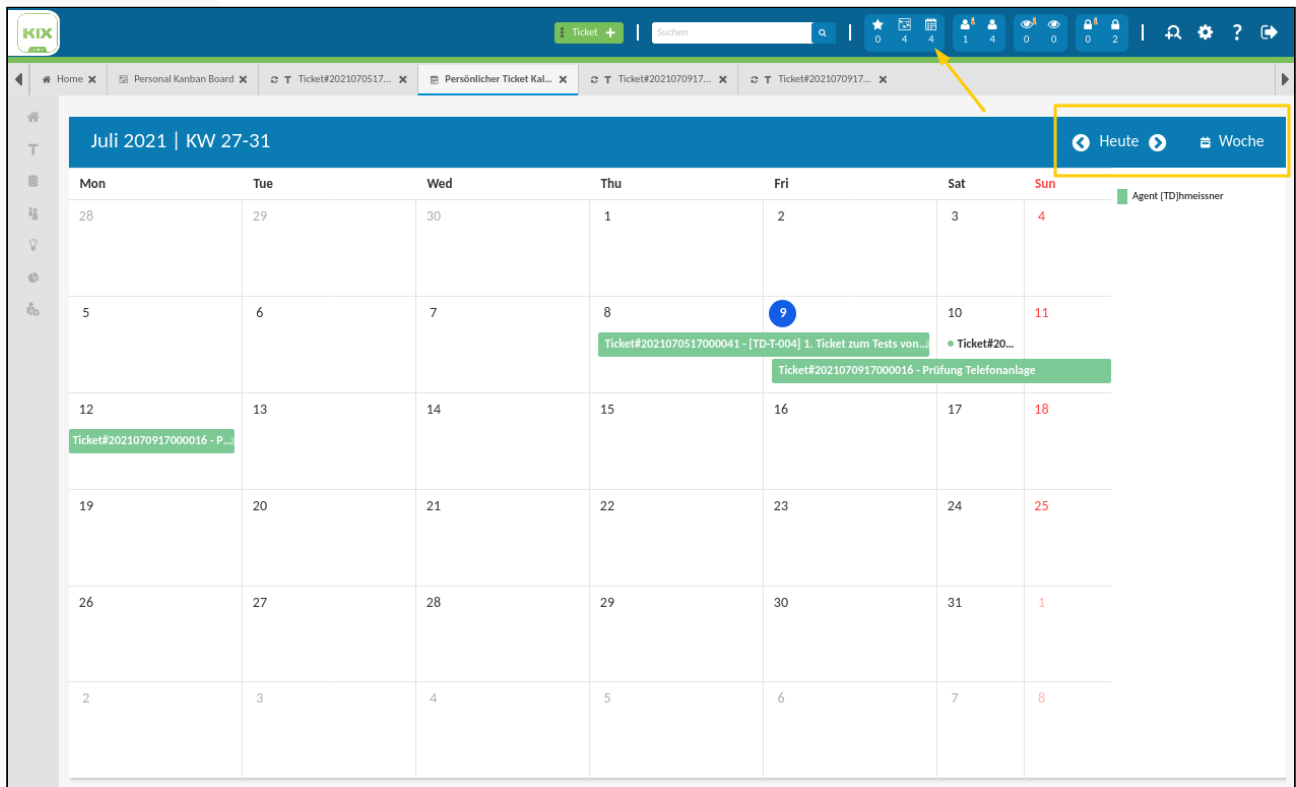 KIX
Ticket +
Suchen
0 4 4 1 4 0 0 0 2
Home
Personal Kanban Board
T Ticket#2021070517...
Persönlicher Ticket Kal...
T Ticket#2021070917...
T Ticket#2021070917...
Juli 2021 | KW 27-31
Heute
Woche
Mon Tue Wed Thu Fri Sat Sun
Agent [TD]hmeissner
28 29 30 1 2 3 4
5 6 7 8 9 10 11
Ticket#2021070517000041 - [TD-T-004] 1. Ticket zum Tests von...
Ticket#20...
Ticket#2021070917000016 - Prüfung Telefonanlage
12 13 14 15 16 17 18
Ticket#2021070917000016 - P...
19 20 21 22 23 24 25
26 27 28 29 30 31 1
2 3 4 5 6 7 8